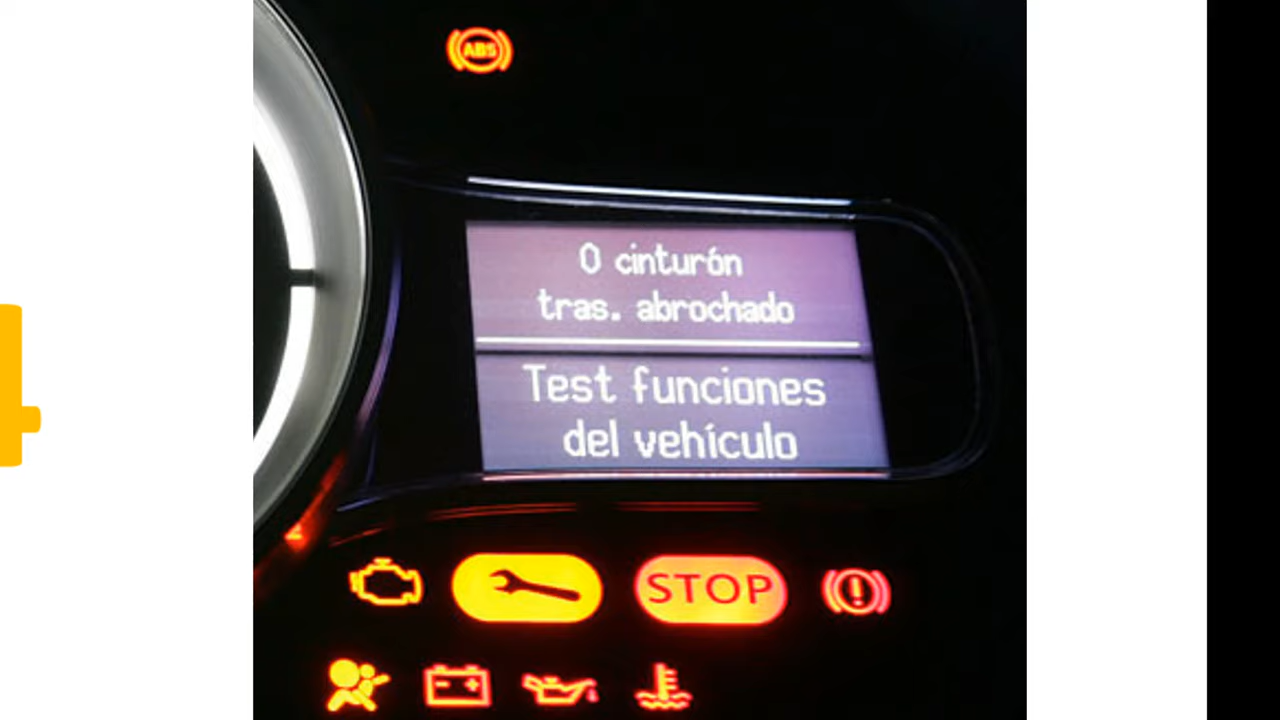 ABS
0 cinturón
tras. abrochado
Test funciones
del vehículo
STOP